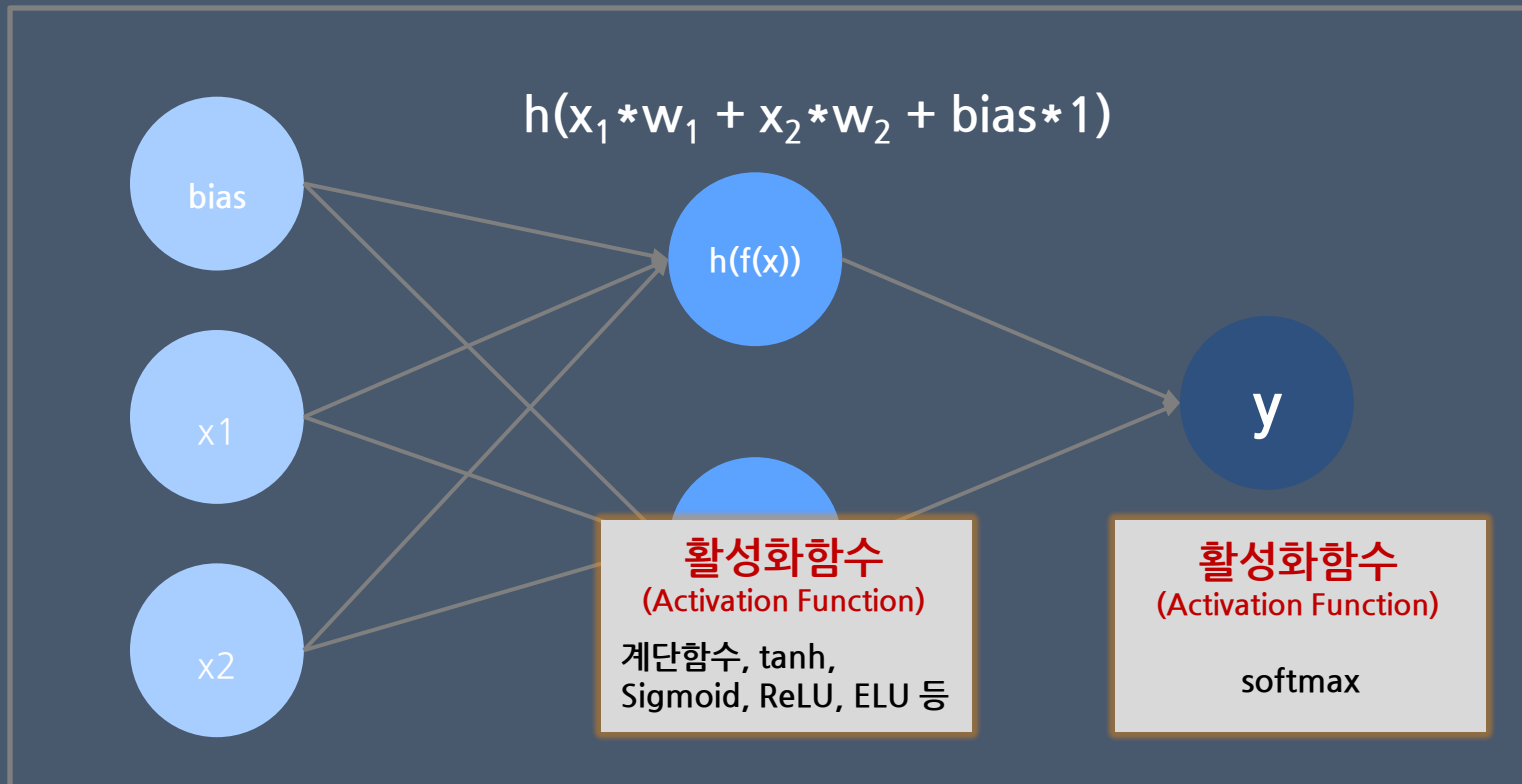 h(x₁*w₁ + x₂*w₂ + bias*1)
bias
h(f(x))
x1
y
x2
활성화함수
(Activation Function)
계단함수, tanh,
Sigmoid, ReLU, ELU 등
활성화함수
(Activation Function)
softmax